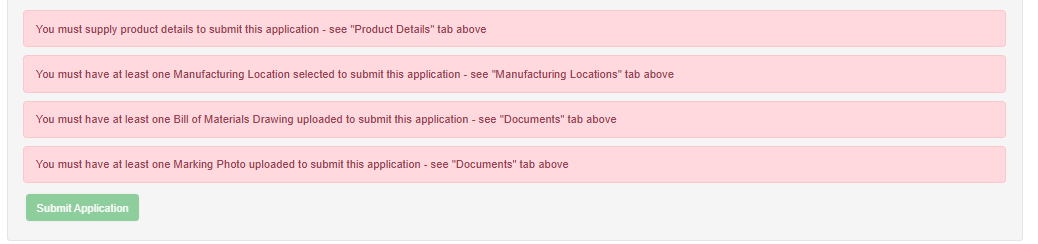 You must supply product details to submit this application - see "Product Details" tab above
You must have at least one Manufacturing Location selected to submit this application - see "Manufacturing Locations" tab above
You must have at least one Bill of Materials Drawing uploaded to submit this application - see "Documents" tab above
You must have at least one Marking Photo uploaded to submit this application - see "Documents" tab above
Submit Application